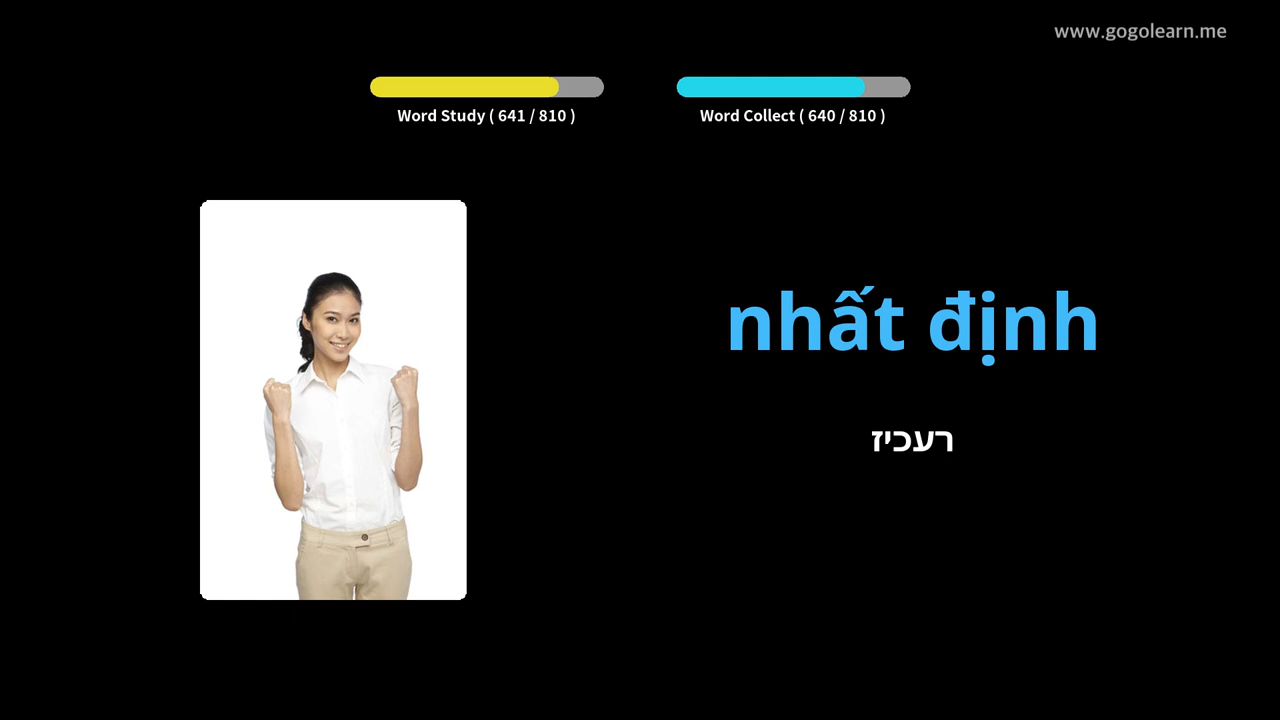 www.gogolearn.me
Word Study ( 641 / 810 )
Word Collect ( 640 / 810 )
nhất định
רעכיז